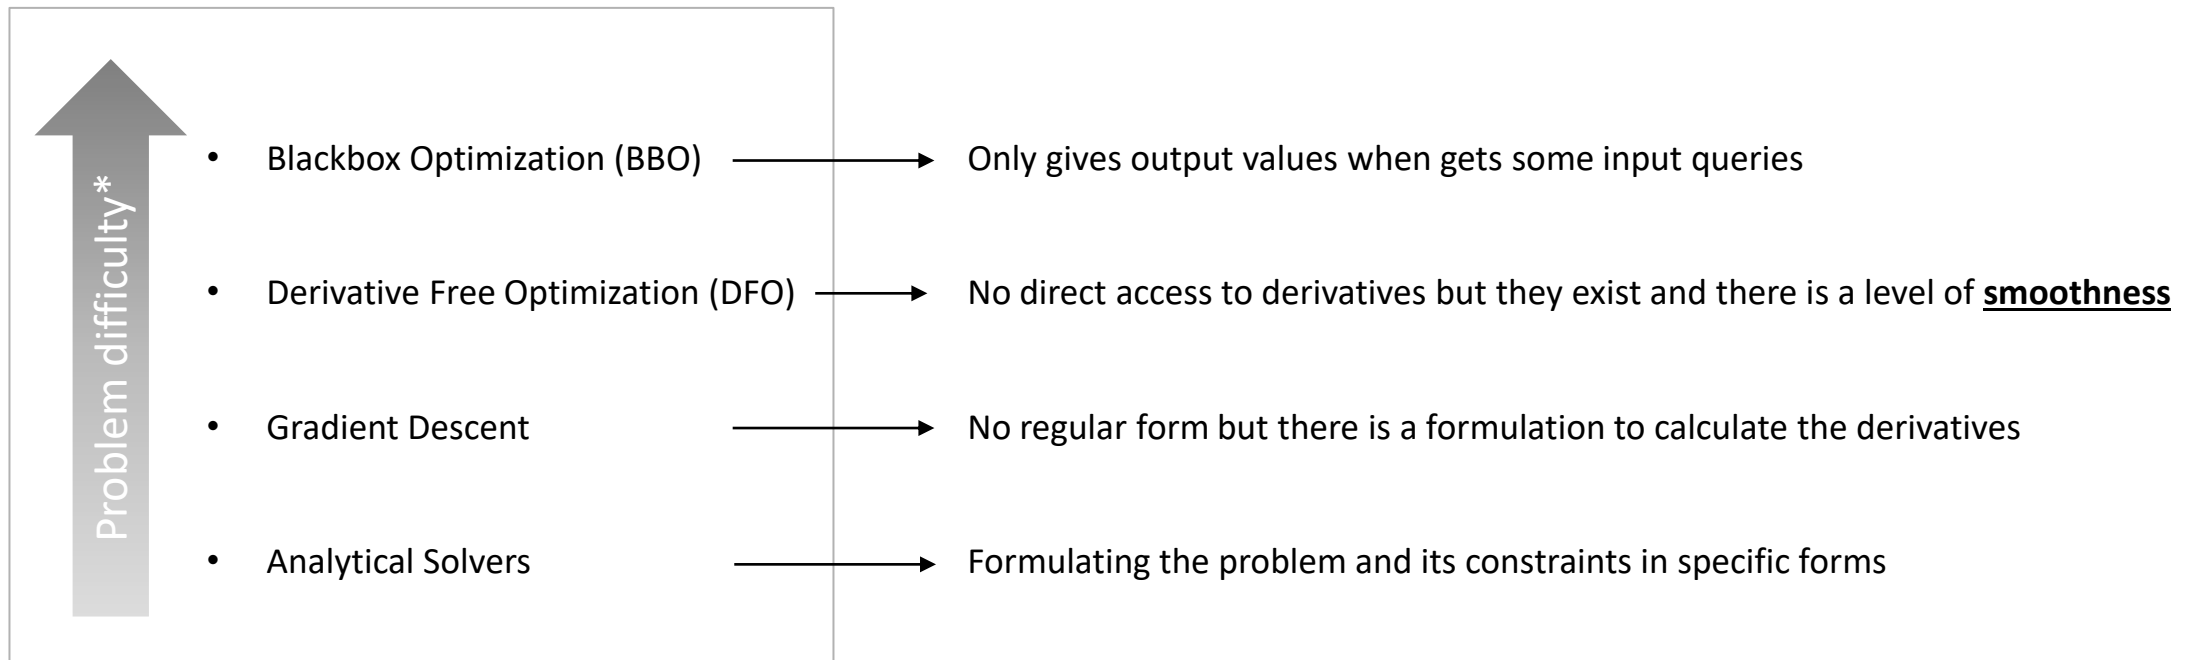 Problem difficulty*
• Blackbox Optimization (BBO)
Only gives output values when gets some input queries
• Derivative Free Optimization (DFO)
No direct access to derivatives but they exist and there is a level of smoothness
• Gradient Descent
No regular form but there is a formulation to calculate the derivatives
• Analytical Solvers
Formulating the problem and its constraints in specific forms